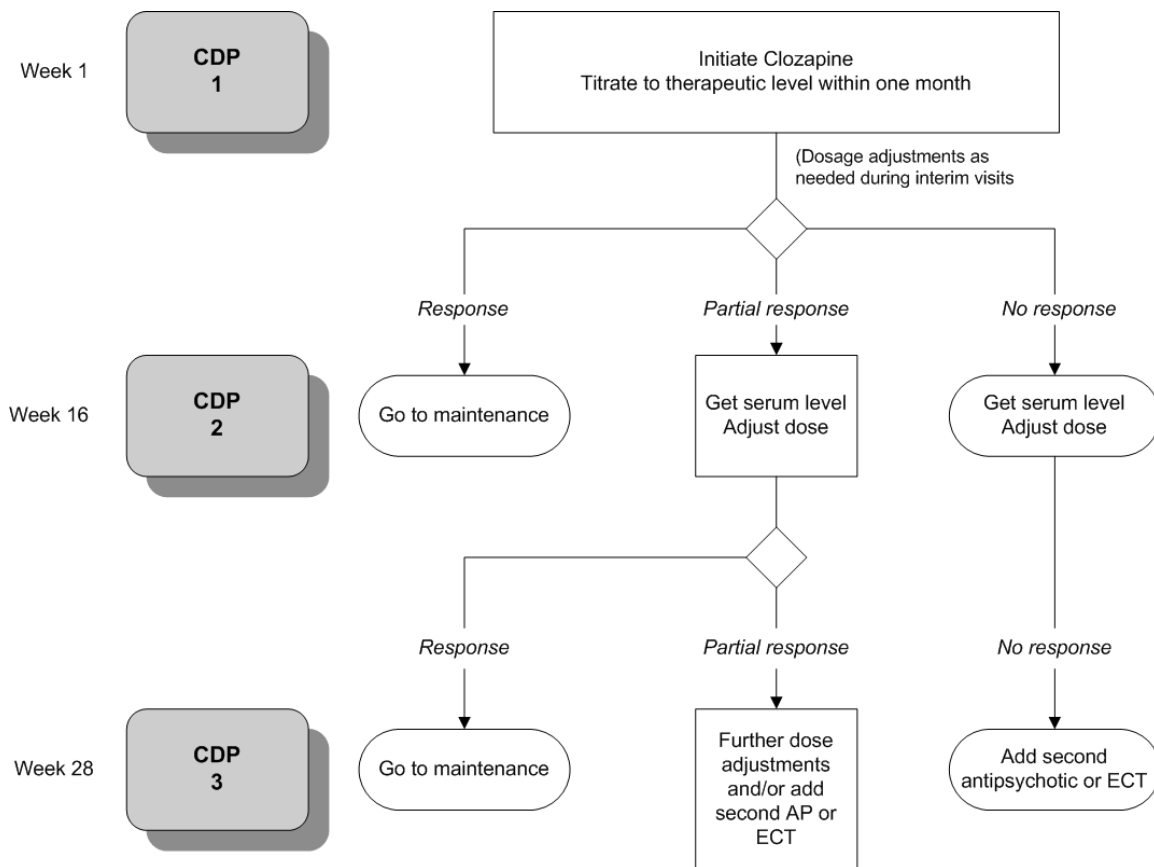 Week 1
CDP
1
Initiate Clozapine
Titrate to therapeutic level within one month
(Dosage adjustments as
needed during interim visits
Response
Partial response
No response
Week 16
CDP
2
Go to maintenance
Get serum level
Adjust dose
Get serum level
Adjust dose
Response
Partial response
No response
Week 28
CDP
3
Go to maintenance
Further dose
adjustments
and/or add
second AP or
ECT
Add second
antipsychotic or ECT